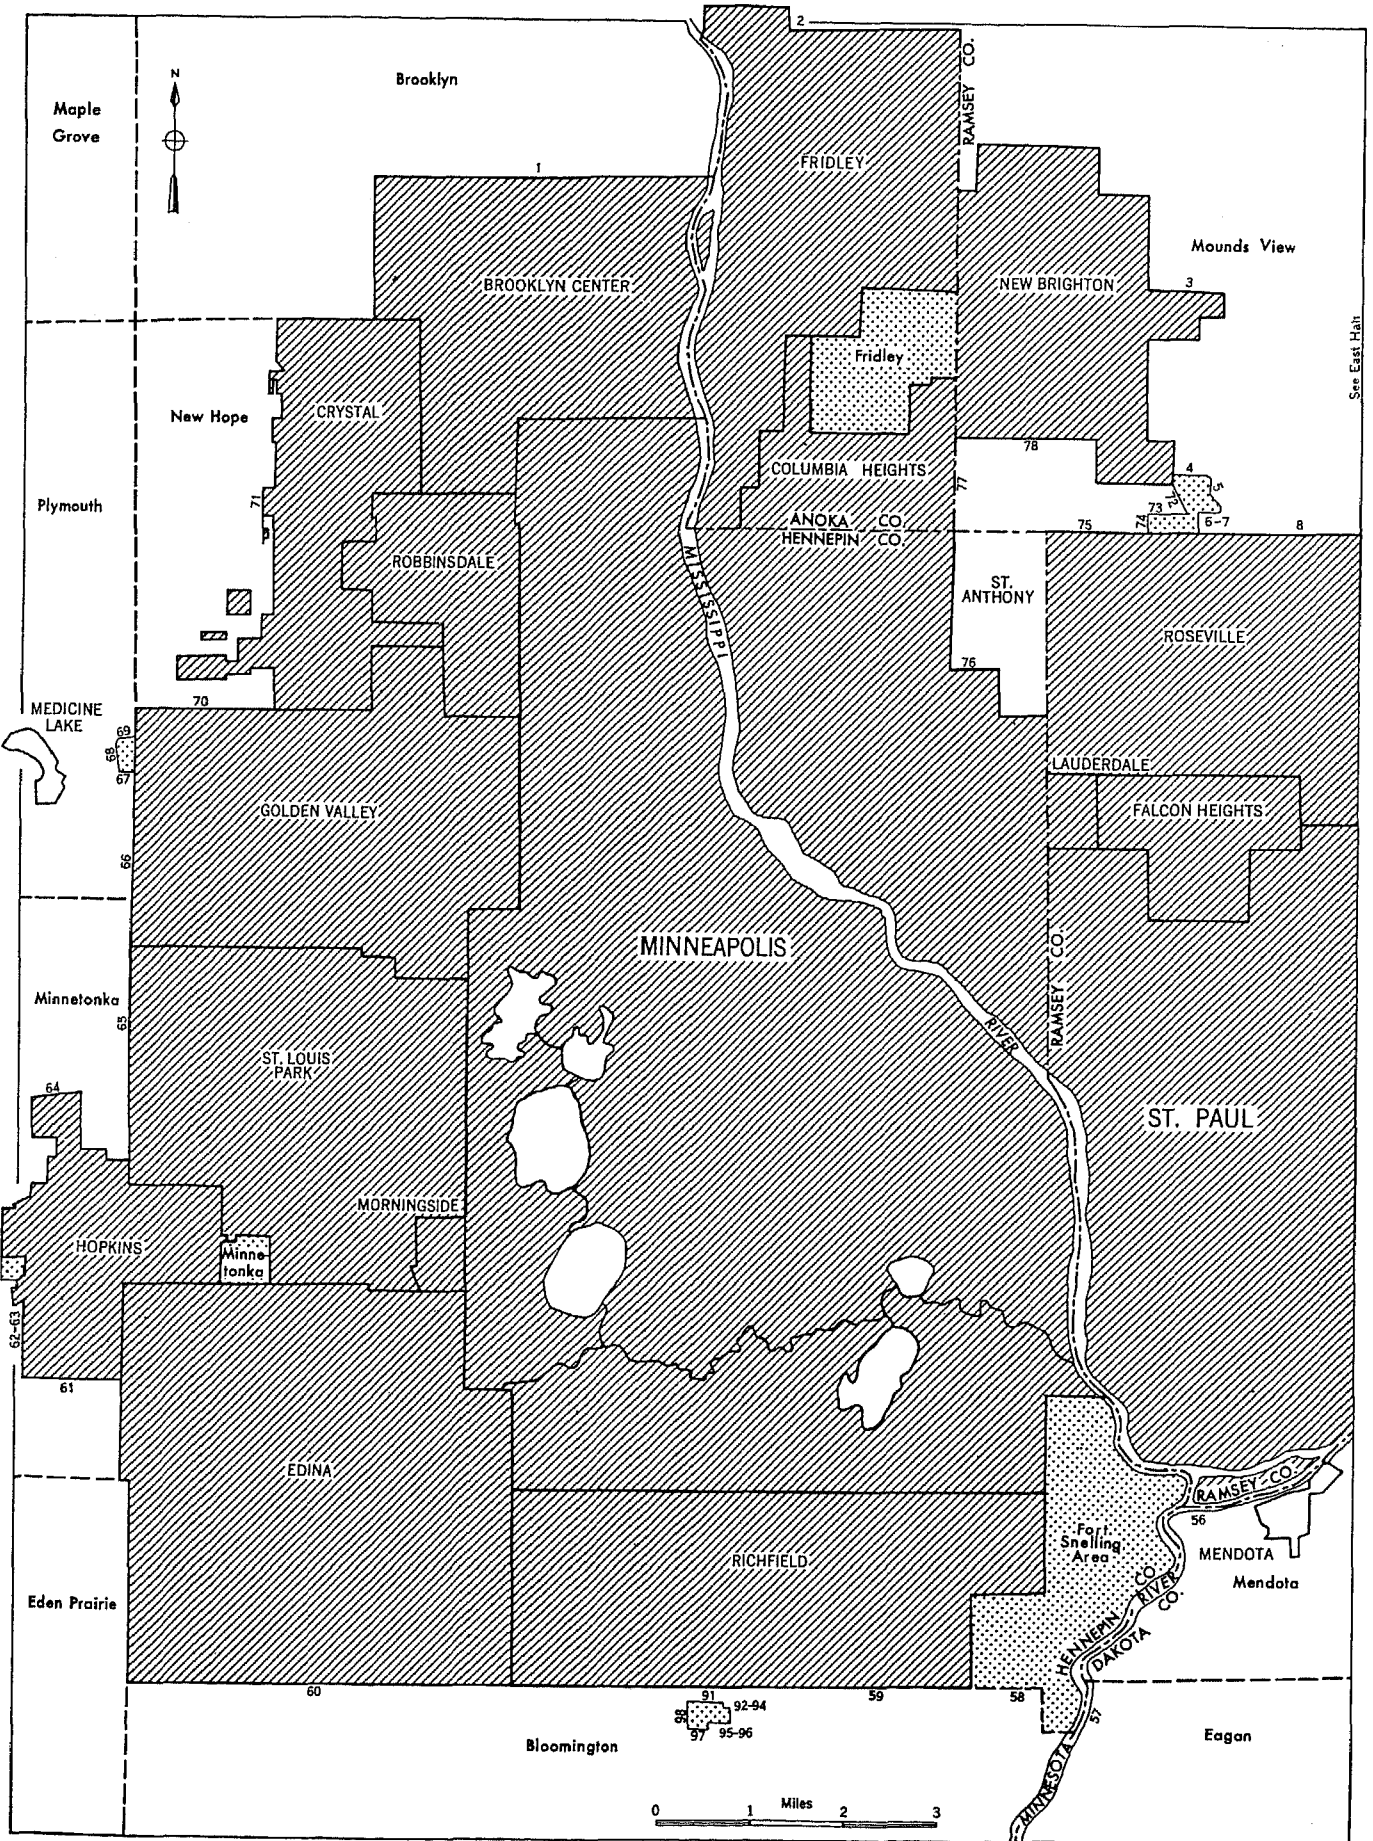 2
RAMSEY CO.
N
Brooklyn
Maple
Grove
1
FRIDLEY
Mounds View
BROOKLYN CENTER
NEW BRIGHTON
3
Fridley
See East Half
New Hope
CRYSTAL
78
COLUMBIA HEIGHTS
4
77
72
5
71
Plymouth
73
74
6-7
ANOKA CO.
75
8
HENNEPIN CO.
ROBBINSDALE
MISSISSIPPI
ST.
ANTHONY
ROSEVILLE
76
70
MEDICINE
LAKE
69
68
67
LAUDERDALE
GOLDEN VALLEY
FALCON HEIGHTS
66
MINNEAPOLIS
RAMSEY CO.
Minnetonka
65
RIVER
ST. LOUIS
PARK
64
ST. PAUL
MORNINGSIDE
HOPKINS
Minne-
tonka
62-63
61
EDINA
RAMSEY CO.
56
Fort
Snelling
Area
MENDOTA
RICHFIELD
Mendota
Eden Prairie
HENNEPIN CO.
RIVER
DAKOTA CO.
60
91
59
58
98
92-94
57
97
95-96
Bloomington
Eagan
MINNESOTA
Miles
0 1 2 3